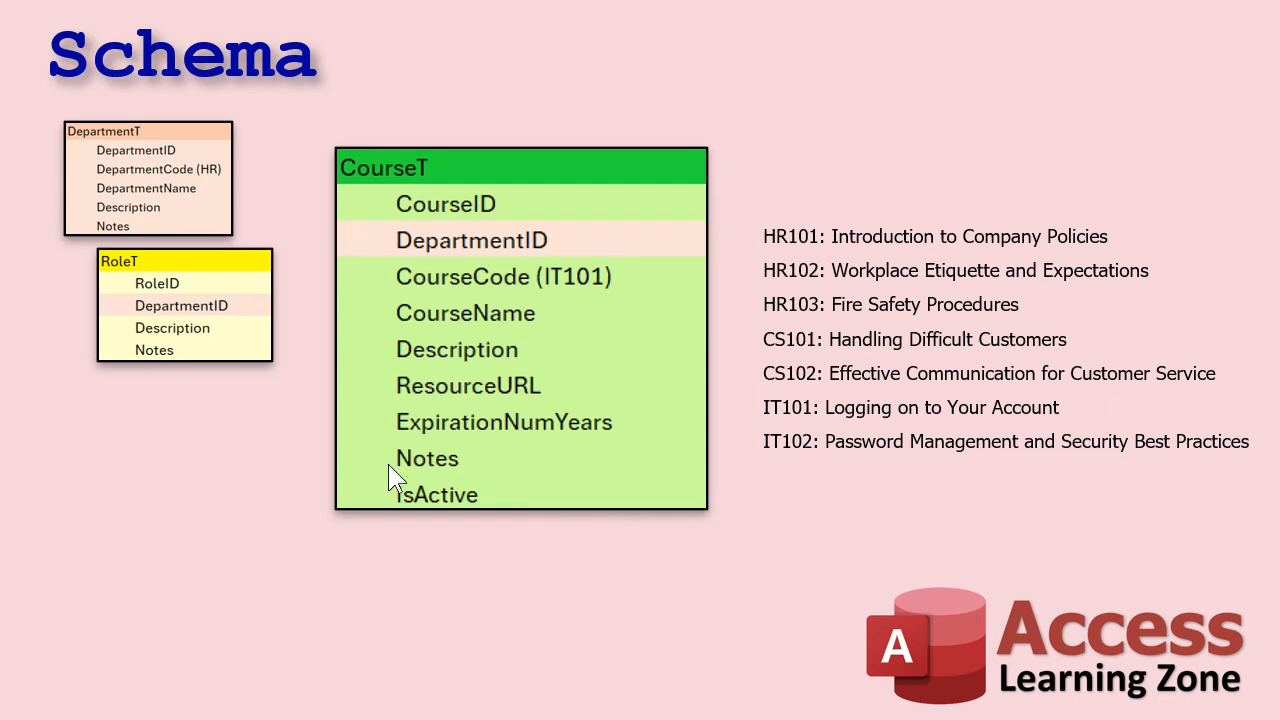 Schema
DepartmentT
DepartmentID
DepartmentCode (HR)
DepartmentName
Description
Notes
RoleT
RoleID
DepartmentID
Description
Notes
CourseT
CourseID
DepartmentID
CourseCode (IT101)
CourseName
Description
ResourceURL
ExpirationNumYears
Notes
IsActive
HR101: Introduction to Company Policies
HR102: Workplace Etiquette and Expectations
HR103: Fire Safety Procedures
CS101: Handling Difficult Customers
CS102: Effective Communication for Customer Service
IT101: Logging on to Your Account
IT102: Password Management and Security Best Practices
A
Access
Learning Zone